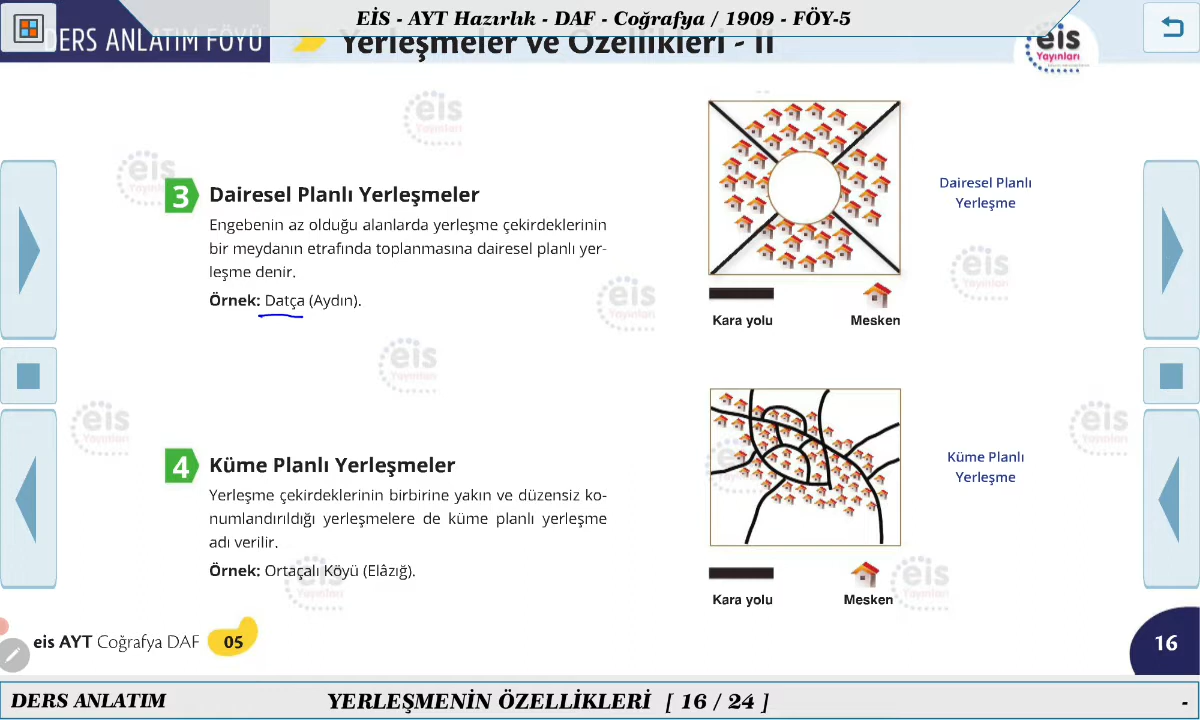 EİS - AYT Hazırlık - DAF - Coğrafya / 1909 - FÖY-5
DERS ANLATIM FÖYÜ
Yerleşmeler ve Özellikleri - II
eis
Yayınları
3
Dairesel Planlı Yerleşmeler
Engebenin az olduğu alanlarda yerleşme çekirdeklerinin
bir meydanın etrafında toplanmasına dairesel planlı yer-
leşme denir.
Örnek: Datça (Aydın).
Kara yolu
Mesken
Dairesel Planlı
Yerleşme
4
Küme Planlı Yerleşmeler
Yerleşme çekirdeklerinin birbirine yakın ve düzensiz ko-
numlandırıldığı yerleşmelere de küme planlı yerleşme
adı verilir.
Örnek: Ortaçalı Köyü (Elâzığ).
Kara yolu
Mesken
Küme Planlı
Yerleşme
eis AYT Coğrafya DAF 05
16
DERS ANLATIM
YERLEŞMENİN ÖZELLİKLERİ [ 16 / 24 ]
-